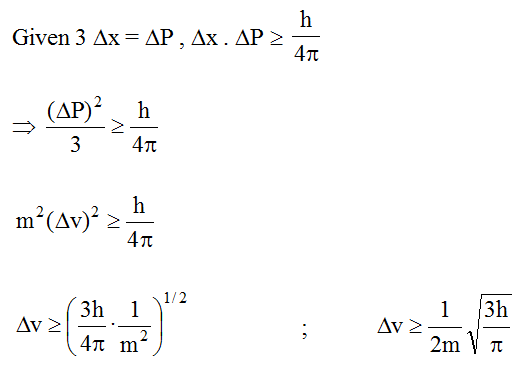 Given 3 Δx = ΔP , Δx . ΔP ≥ h/4π
⇒ (ΔP)²/3 ≥ h/4π
m²(Δv)² ≥ h/4π
Δv ≥ (3h/4π · 1/m²)^1/2 ; Δv ≥ 1/2m √(3h/π)